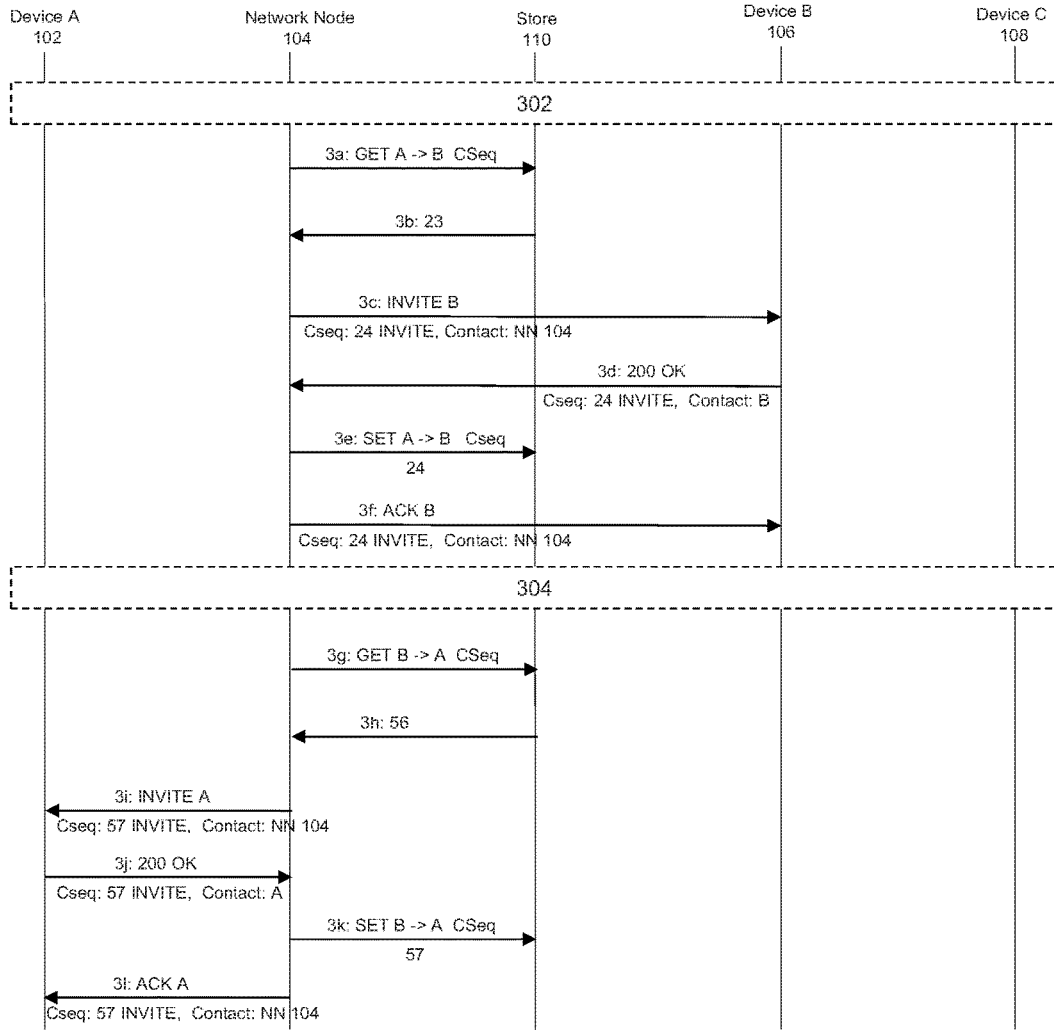 Device A
102
Network Node
104
Store
110
Device B
106
Device C
108
302
3a: GET A -> B CSeq
3b: 23
3c: INVITE B
Cseq: 24 INVITE, Contact: NN 104
3d: 200 OK
Cseq: 24 INVITE, Contact: B
3e: SET A -> B Cseq
24
3f: ACK B
Cseq: 24 INVITE, Contact: NN 104
304
3g: GET B -> A CSeq
3h: 56
3i: INVITE A
Cseq: 57 INVITE, Contact: NN 104
3j: 200 OK
Cseq: 57 INVITE, Contact: A
3k: SET B -> A CSeq
57
3l: ACK A
Cseq: 57 INVITE, Contact: NN 104